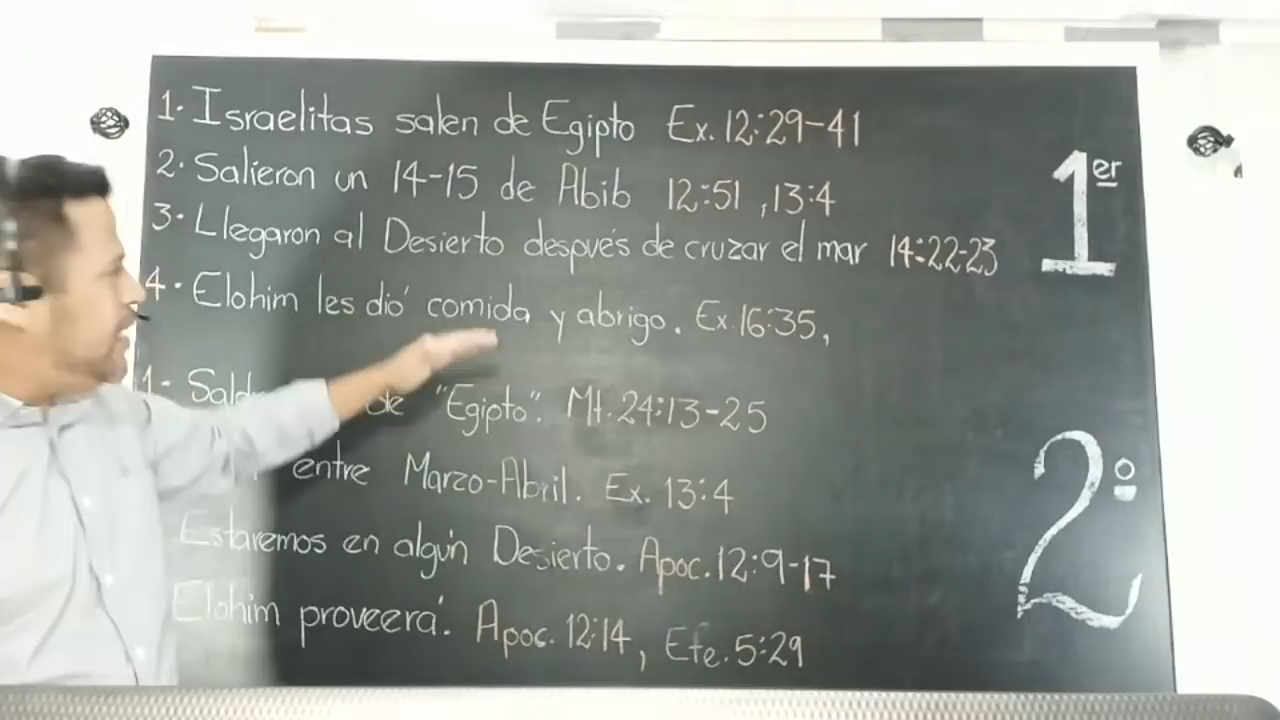 1. Israelitas salen de Egipto Ex. 12:29-41
2. Salieron un 14-15 de Abib 12:51 ,13:4
3. Llegaron al Desierto después de cruzar el mar 14:22-23
4. Elohim les dió comida y abrigo. Ex. 16:35,
1er
1- de "Egipto". Mt. 24:13-25
entre Marzo-Abril. Ex. 13:4
Estaremos en algún Desierto. Apoc. 12:9-17
Elohim proveerá. Apoc. 12:14, Efe. 5:29
2º